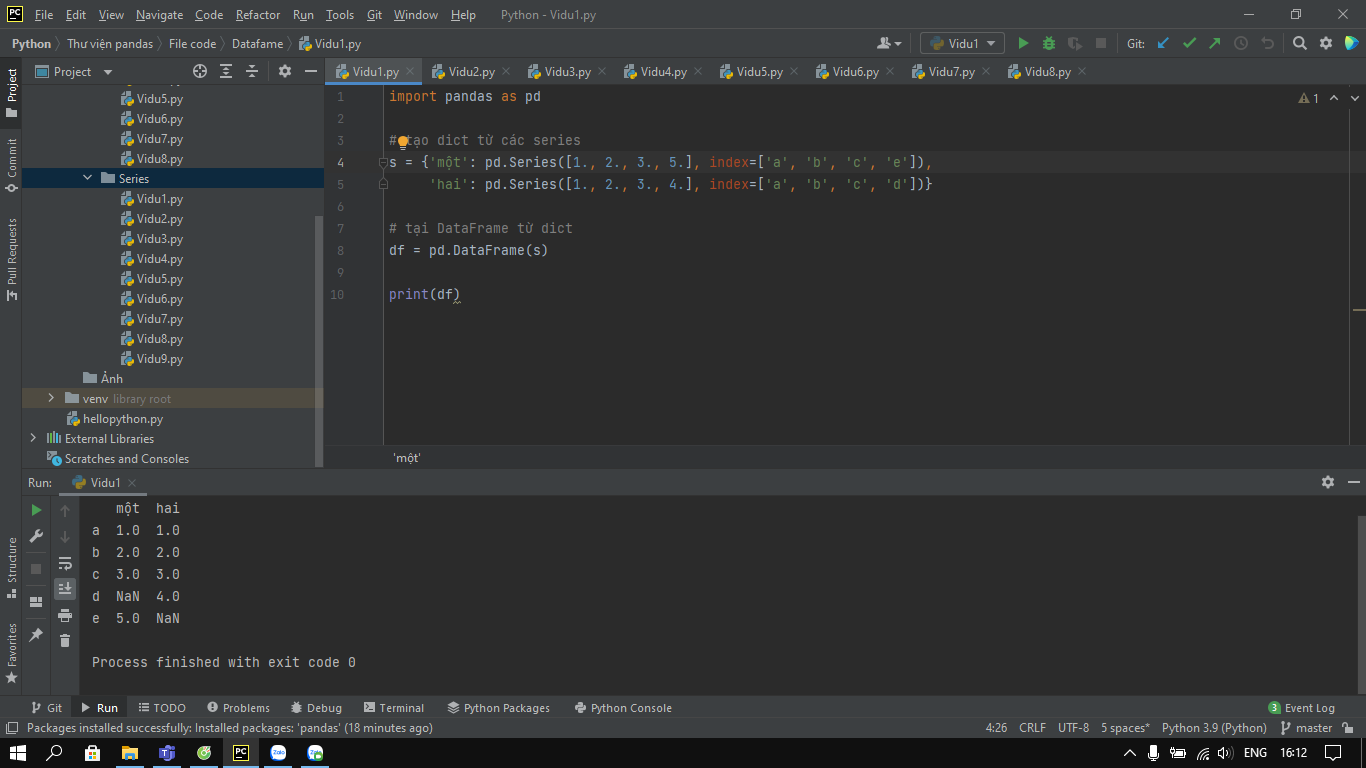 PC File Edit View Navigate Code Refactor Run Tools Git Window Help Python - Vidu1.py
Python Thư viện pandas File code Datafame Vidu1.py Vidu1 Git:
Project
Vidu1.py Vidu2.py Vidu3.py Vidu4.py Vidu5.py Vidu6.py Vidu7.py Vidu8.py
Project
Commit
Pull Requests
Structure
Favorites
Vidu5.py
Vidu6.py
Vidu7.py
Vidu8.py
Series
Vidu1.py
Vidu2.py
Vidu3.py
Vidu4.py
Vidu5.py
Vidu6.py
Vidu7.py
Vidu8.py
Vidu9.py
Ảnh
venv library root
hellopython.py
External Libraries
Scratches and Consoles
1 import pandas as pd
2
3 # tạo dict từ các series
4 s = {'một': pd.Series([1., 2., 3., 5.], index=['a', 'b', 'c', 'e']),
5 'hai': pd.Series([1., 2., 3., 4.], index=['a', 'b', 'c', 'd'])}
6
7 # tại DataFrame từ dict
8 df = pd.DataFrame(s)
9
10 print(df)
1
'một'
Run: Vidu1
một hai
a 1.0 1.0
b 2.0 2.0
c 3.0 3.0
d NaN 4.0
e 5.0 NaN
Process finished with exit code 0
Git Run TODO Problems Debug Terminal Python Packages Python Console 3 Event Log
Packages installed successfully: Installed packages: 'pandas' (18 minutes ago) 4:26 CRLF UTF-8 5 spaces* Python 3.9 (Python) master
PC Zalo Zalo ENG 16:12